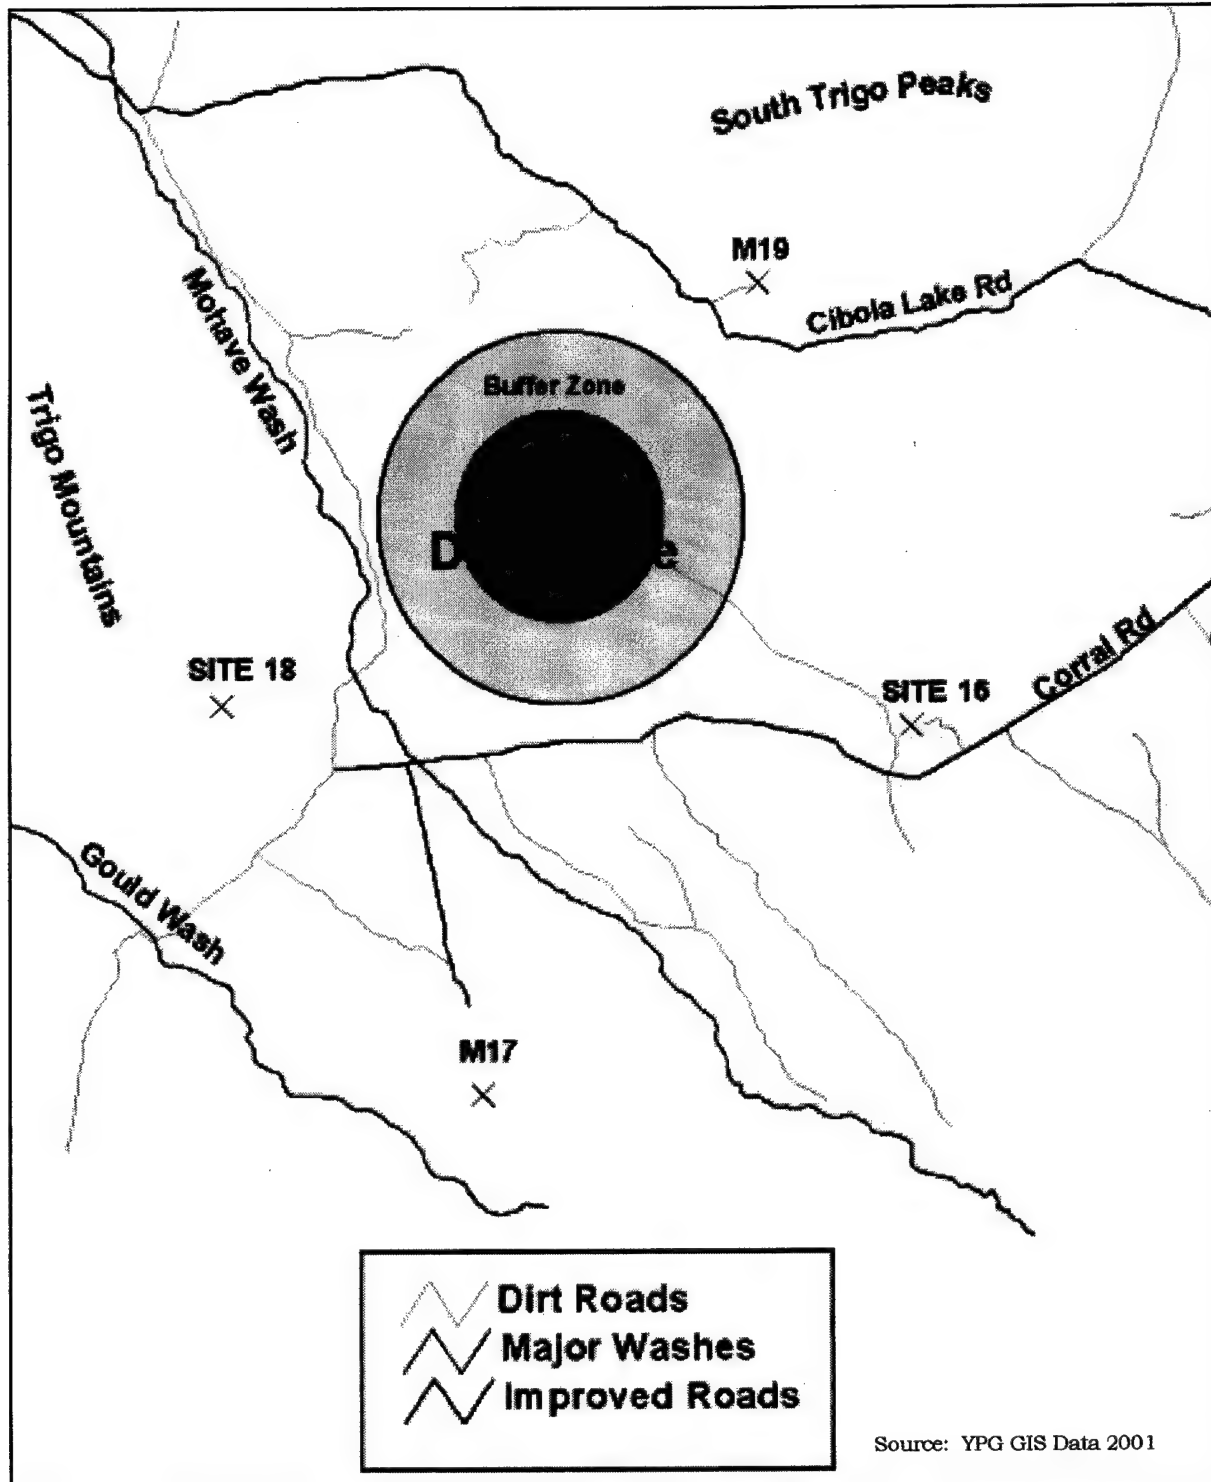 South Trigo Peaks
M19
Cibola Lake Rd
Mohave Wash
Buffer Zone
Trigo Mountains
SITE 18
SITE 15
Corral Rd
Gould Wash
M17
Dirt Roads
Major Washes
Improved Roads
Source: YPG GIS Data 2001